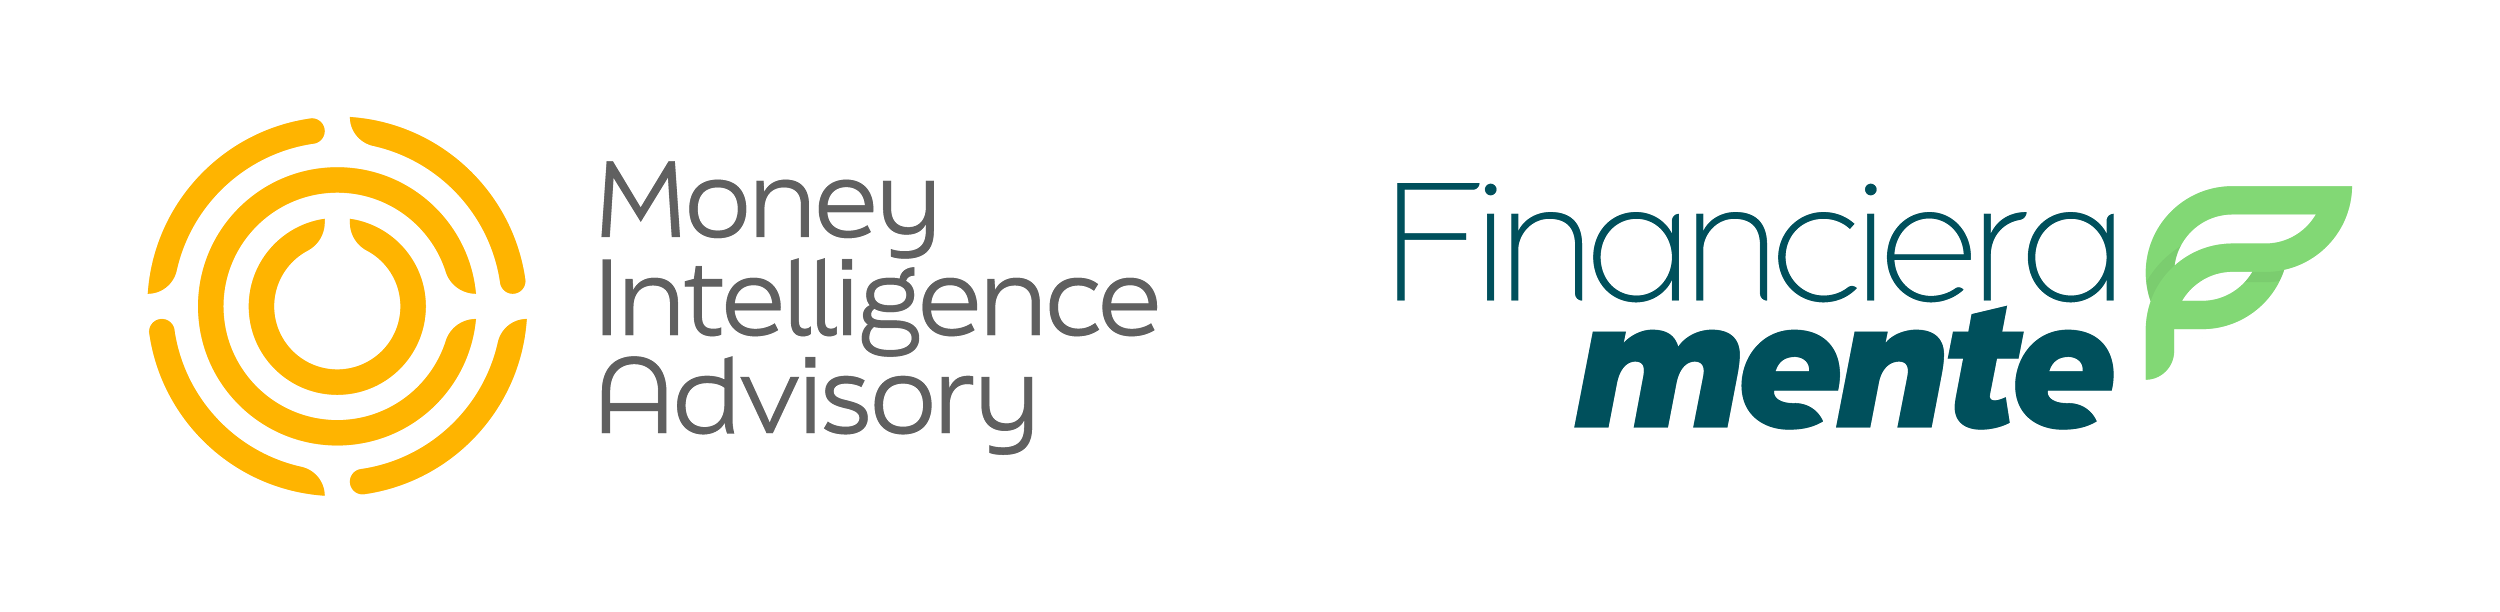 Money
Intelligence
Advisory
Financiera
mente